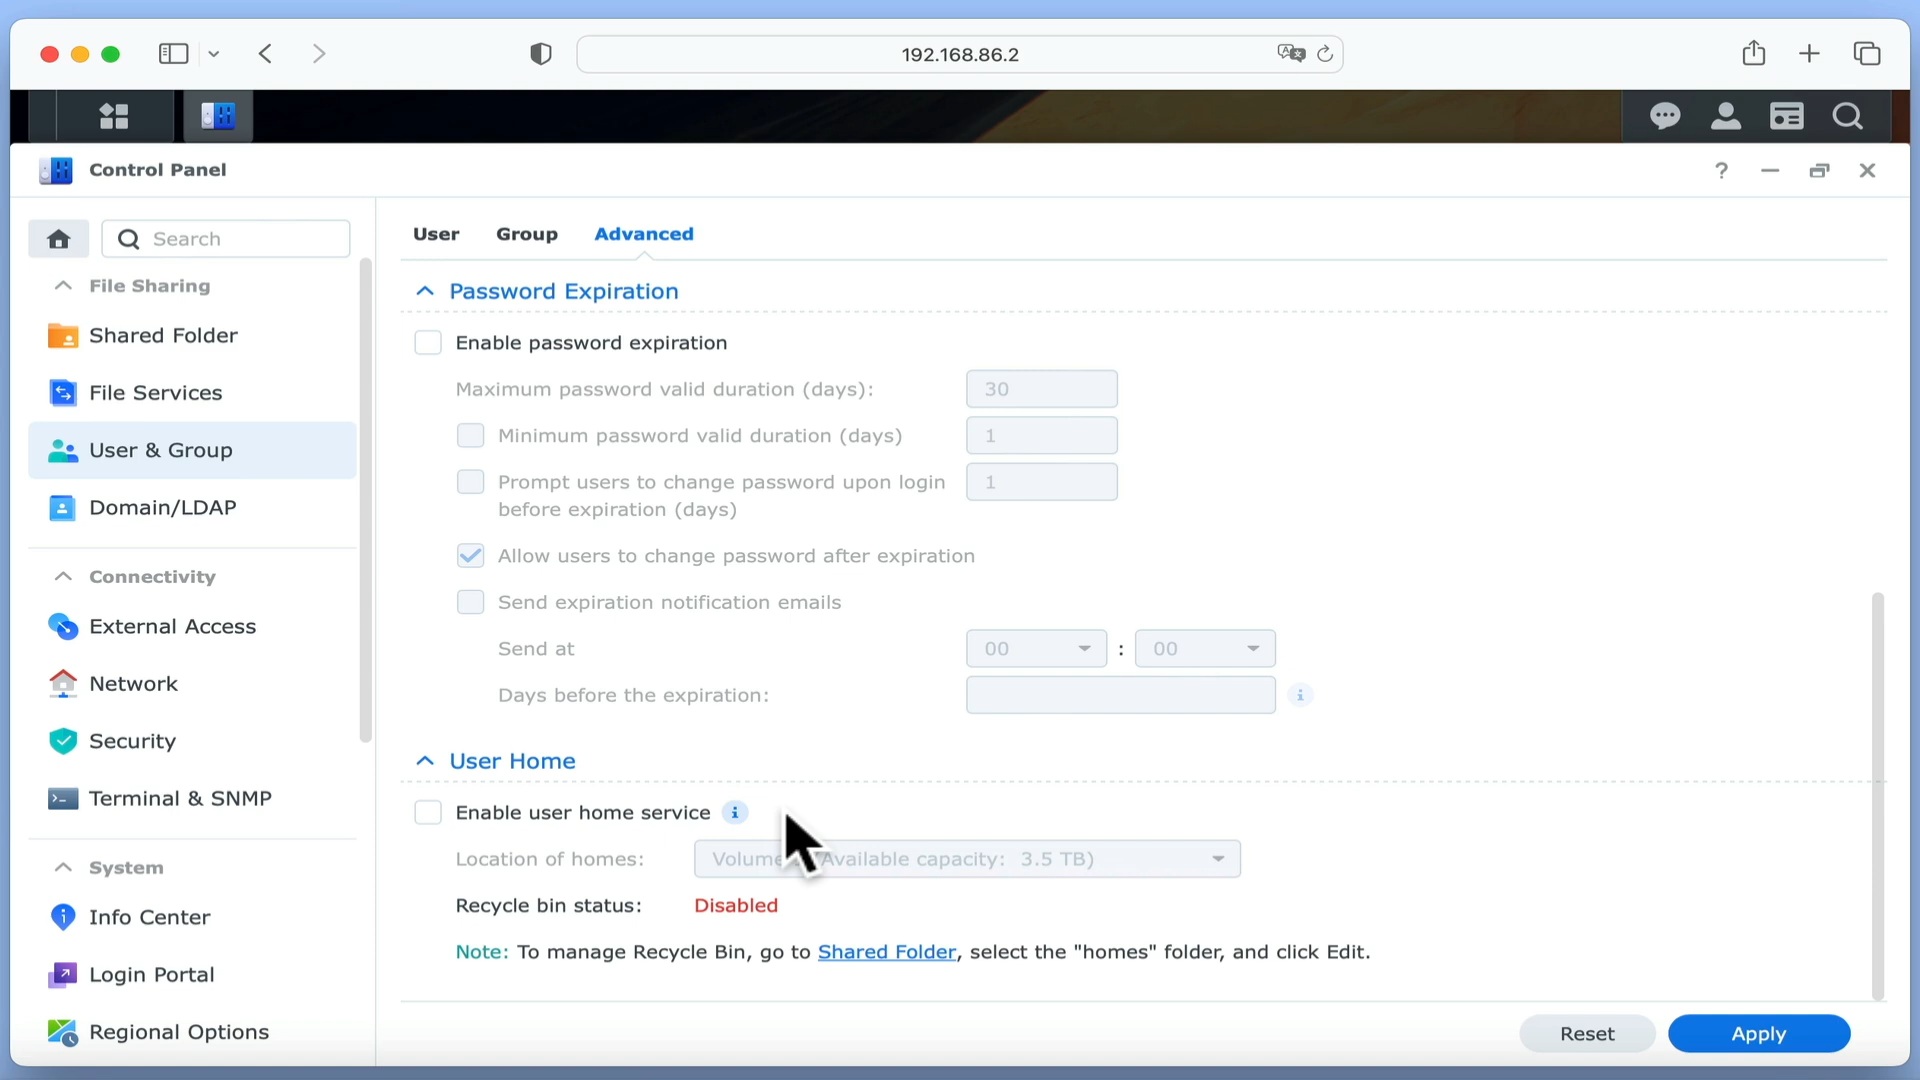 192.168.86.2
Control Panel
Search
File Sharing
Shared Folder
File Services
User & Group
Domain/LDAP
Connectivity
External Access
Network
Security
Terminal & SNMP
System
Info Center
Login Portal
Regional Options
User Group Advanced
Password Expiration
Enable password expiration
Maximum password valid duration (days): 30
Minimum password valid duration (days) 1
Prompt users to change password upon login 1
before expiration (days)
Allow users to change password after expiration
Send expiration notification emails
Send at 00 : 00
Days before the expiration:
User Home
Enable user home service
Location of homes: Volume Available capacity: 3.5 TB)
Recycle bin status: Disabled
Note: To manage Recycle Bin, go to Shared Folder, select the "homes" folder, and click Edit.
Reset Apply